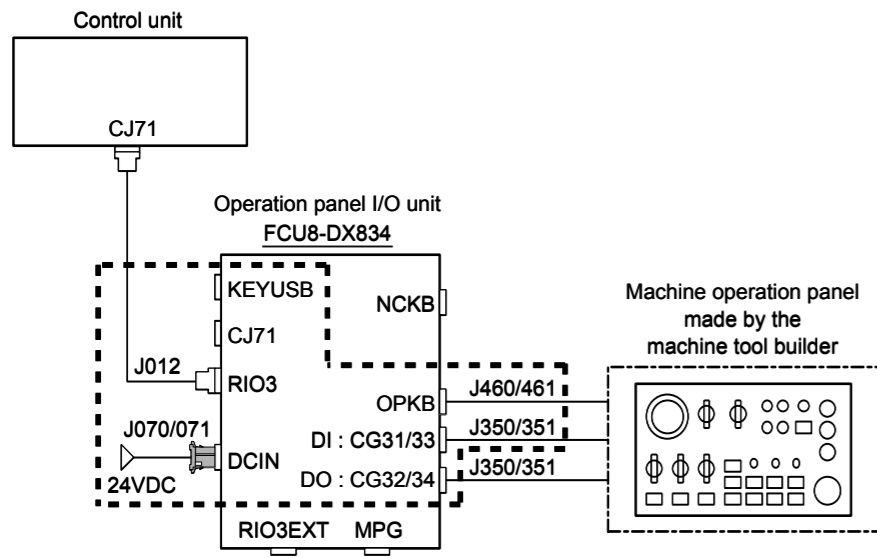 Control unit
CJ71
Operation panel I/O unit
FCU8-DX834
KEYUSB
NCKB
CJ71
Machine operation panel
made by the
machine tool builder
J012
RIO3
J460/461
OPKB
J070/071
J350/351
DI : CG31/33
DCIN
J350/351
24VDC
DO : CG32/34
RIO3EXT
MPG